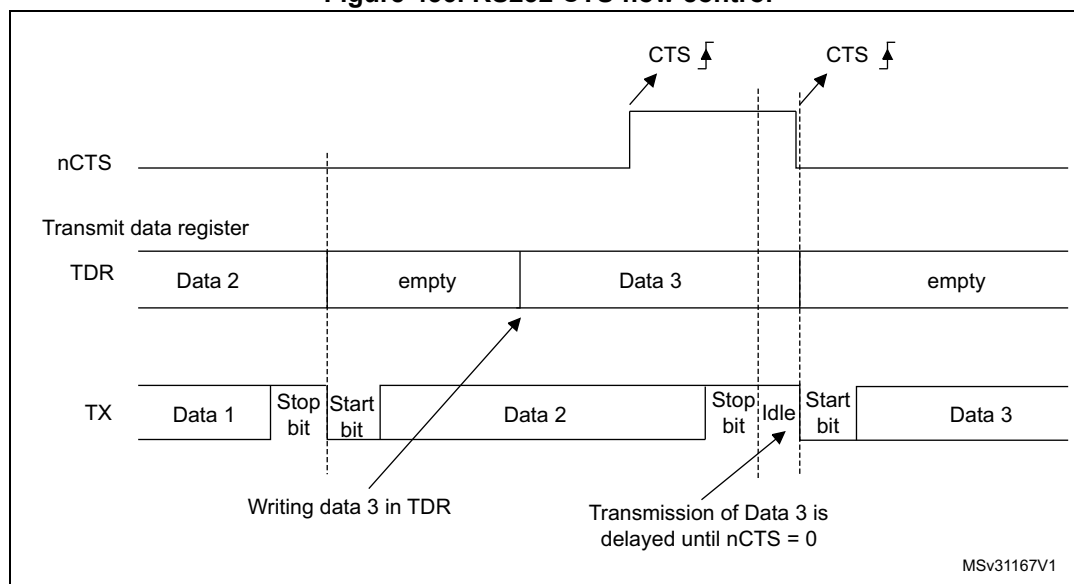 RS232 CTS flow control
CTS CTS
nCTS
Transmit data register
TDR Data 2 empty Data 3 empty
TX Data 1 Stop bit Start bit Data 2 Stop bit Idle Start bit Data 3
Writing data 3 in TDR
Transmission of Data 3 is
delayed until nCTS = 0
MSv31167V1